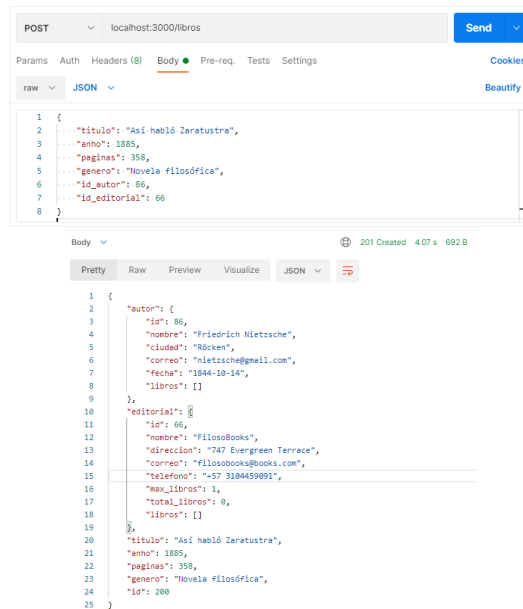 POST localhost:3000/libros Send
Params Auth Headers (8) Body Pre-req. Tests Settings Cookies
raw JSON Beautify
1 {
2 "titulo": "Así habló Zaratustra",
3 "anho": 1885,
4 "paginas": 358,
5 "genero": "Novela filosófica",
6 "id_autor": 86,
7 "id_editorial": 66
8 }
Body 201 Created 4.07 s 692 B
Pretty Raw Preview Visualize JSON
1 {
2 "autor": {
3 "id": 86,
4 "nombre": "Friedrich Nietzsche",
5 "ciudad": "Röcken",
6 "correo": "nietzsche@gmail.com",
7 "fecha": "1844-10-14",
8 "libros": []
9 },
10 "editorial": {
11 "id": 66,
12 "nombre": "FilosoBooks",
13 "direccion": "747 Evergreen Terrace",
14 "correo": "filosobooks@books.com",
15 "telefono": "+57 3104459091",
16 "max_libros": 1,
17 "total_libros": 0,
18 "libros": []
19 },
20 "titulo": "Así habló Zaratustra",
21 "anho": 1885,
22 "paginas": 358,
23 "genero": "Novela filosófica",
24 "id": 200
25 }